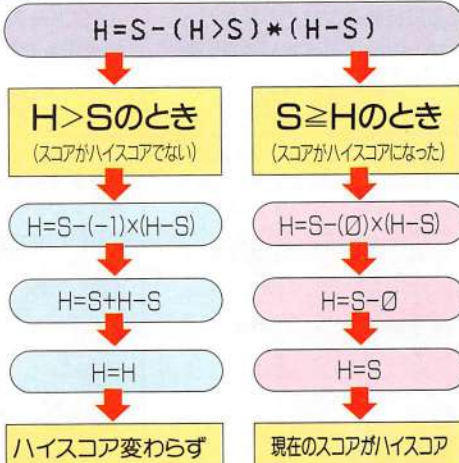 H=S-(H>S)*(H-S)
H>Sのとき
(スコアがハイスコアでない)
H=S-(-1)×(H-S)
H=S+H-S
H=H
ハイスコア変わらず
S≧Hのとき
(スコアがハイスコアになった)
H=S-(0)×(H-S)
H=S-0
H=S
現在のスコアがハイスコア